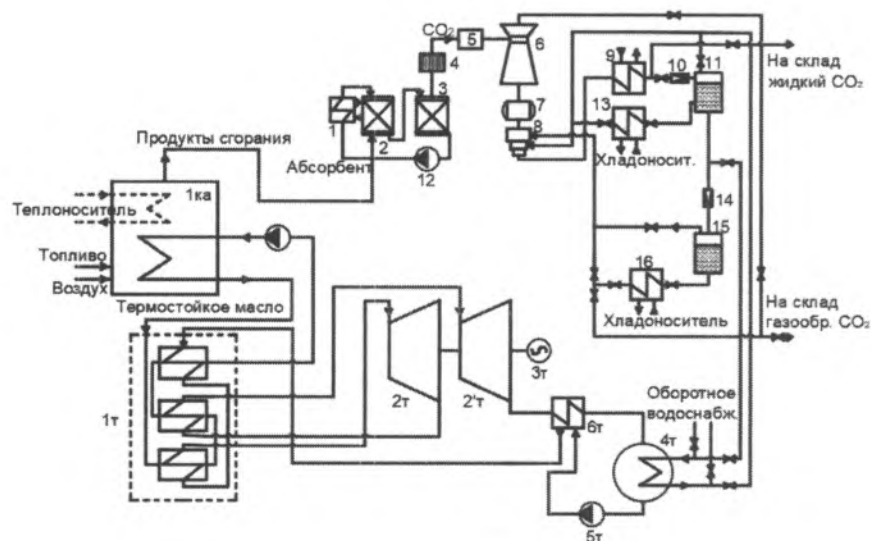 CO₂
5
6
4
9
10
11
На склад
жидкий CO₂
3
7
13
1
2
8
Продукты сгорания
Абсорбент
12
Хладоносит.
1ка
14
Теплоноситель
15
Топливо
16
Воздух
Термостойкое масло
Хладоноситель
На склад
газообр. CO₂
3т
1т
2т
2'т
Оборотное
водоснабж.
6т
4т
5т